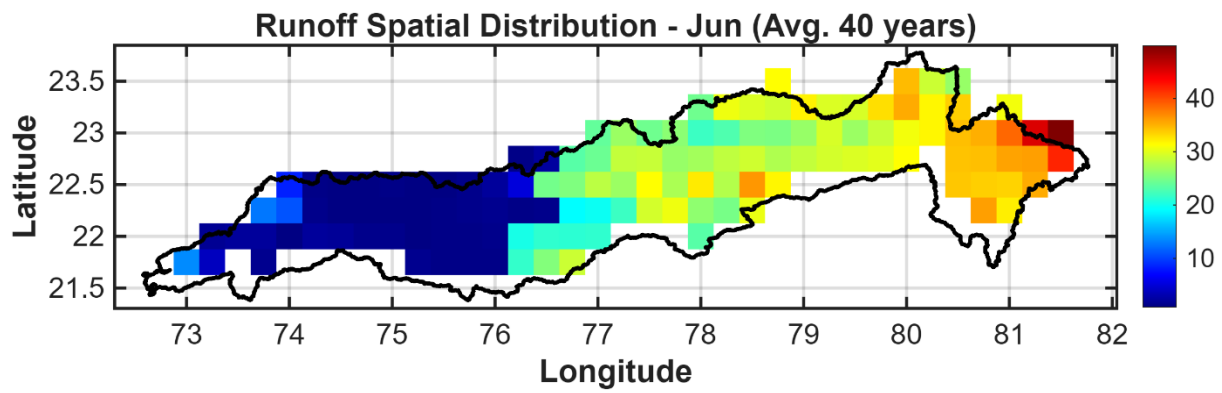 Runoff Spatial Distribution - Jun (Avg. 40 years)
23.5
23
22.5
22
21.5
Latitude
73 74 75 76 77 78 79 80 81 82
Longitude
40
30
20
10